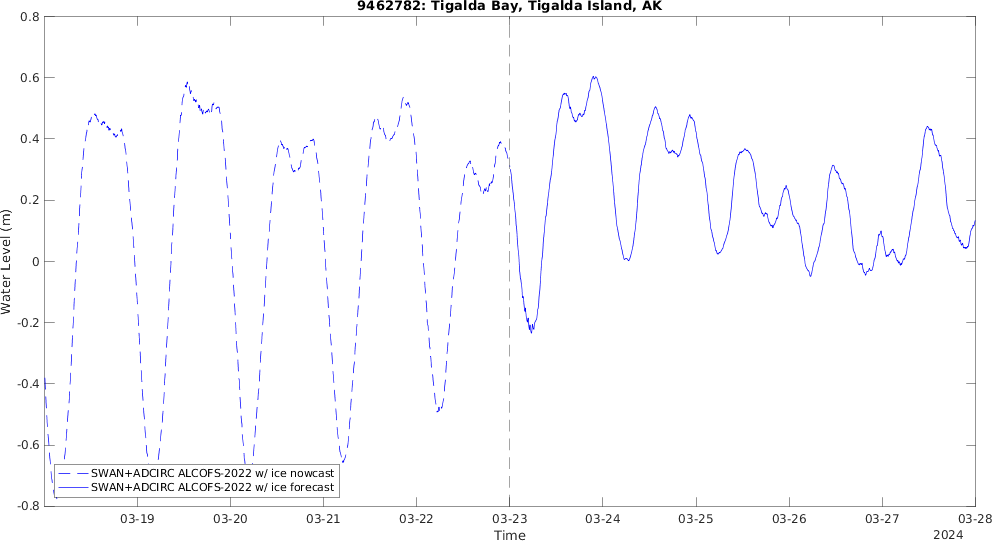 9462782: Tigalda Bay, Tigalda Island, AK
0.8
0.6
0.4
0.2
0
-0.2
-0.4
-0.6
-0.8
Water Level (m)
SWAN+ADCIRC ALCOFS-2022 w/ ice nowcast
SWAN+ADCIRC ALCOFS-2022 w/ ice forecast
03-19 03-20 03-21 03-22 03-23 03-24 03-25 03-26 03-27 03-28
Time
2024